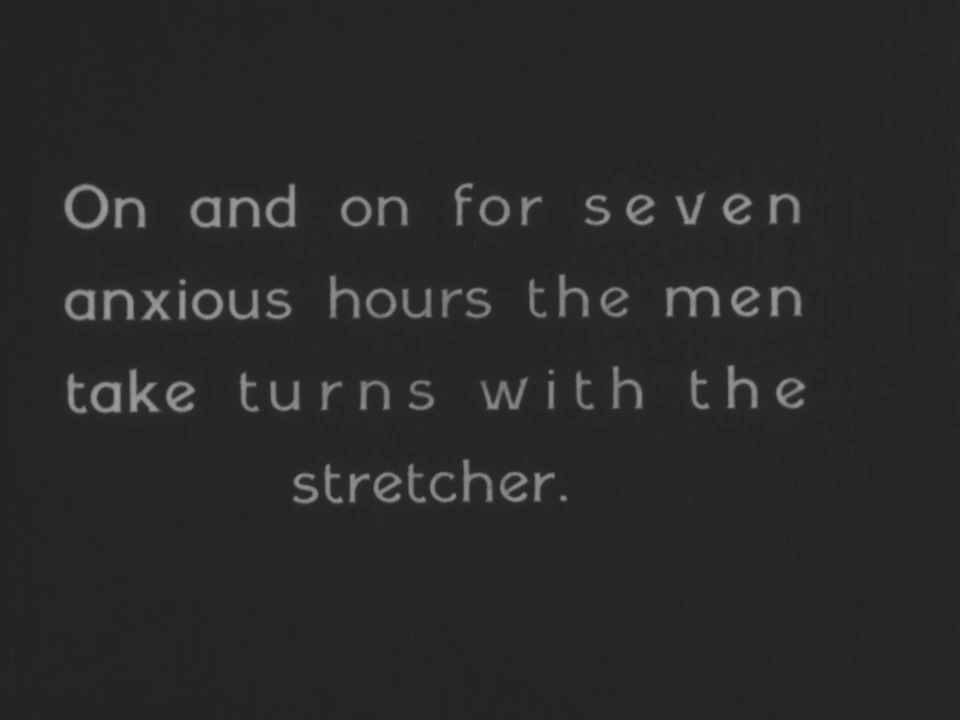 On and on for seven
anxious hours the men
take turns with the
stretcher.